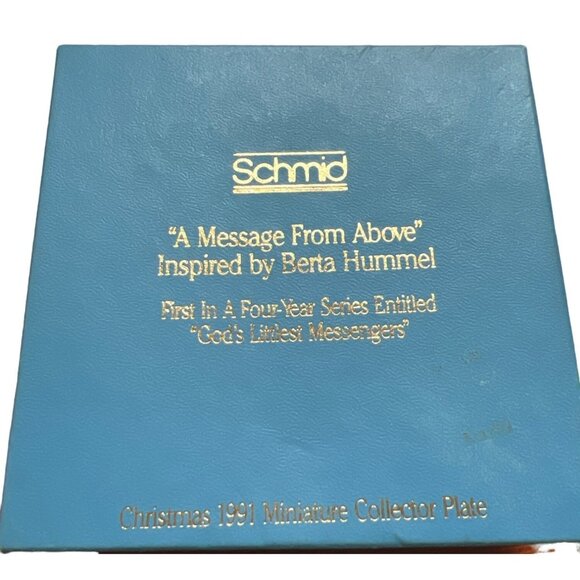 Schmid
"A Message From Above"
Inspired by Berta Hummel
First In A Four-Year Series Entitled
"God's Littlest Messengers"
Christmas 1991 Miniature Collector Plate